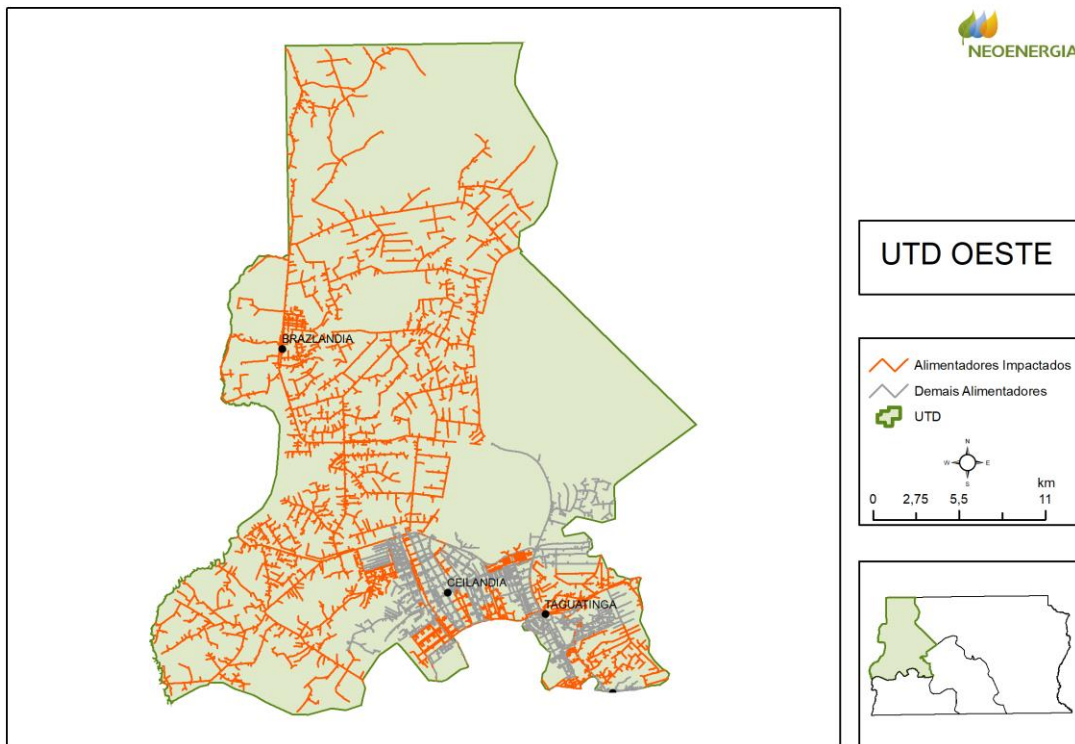 NEOENERGIA
UTD OESTE
BRAZLANDIA
CEILANDIA
TAGUATINGA
Alimentadores Impactados
Demais Alimentadores
UTD
N
W E
S
km
0 2,75 5,5 11